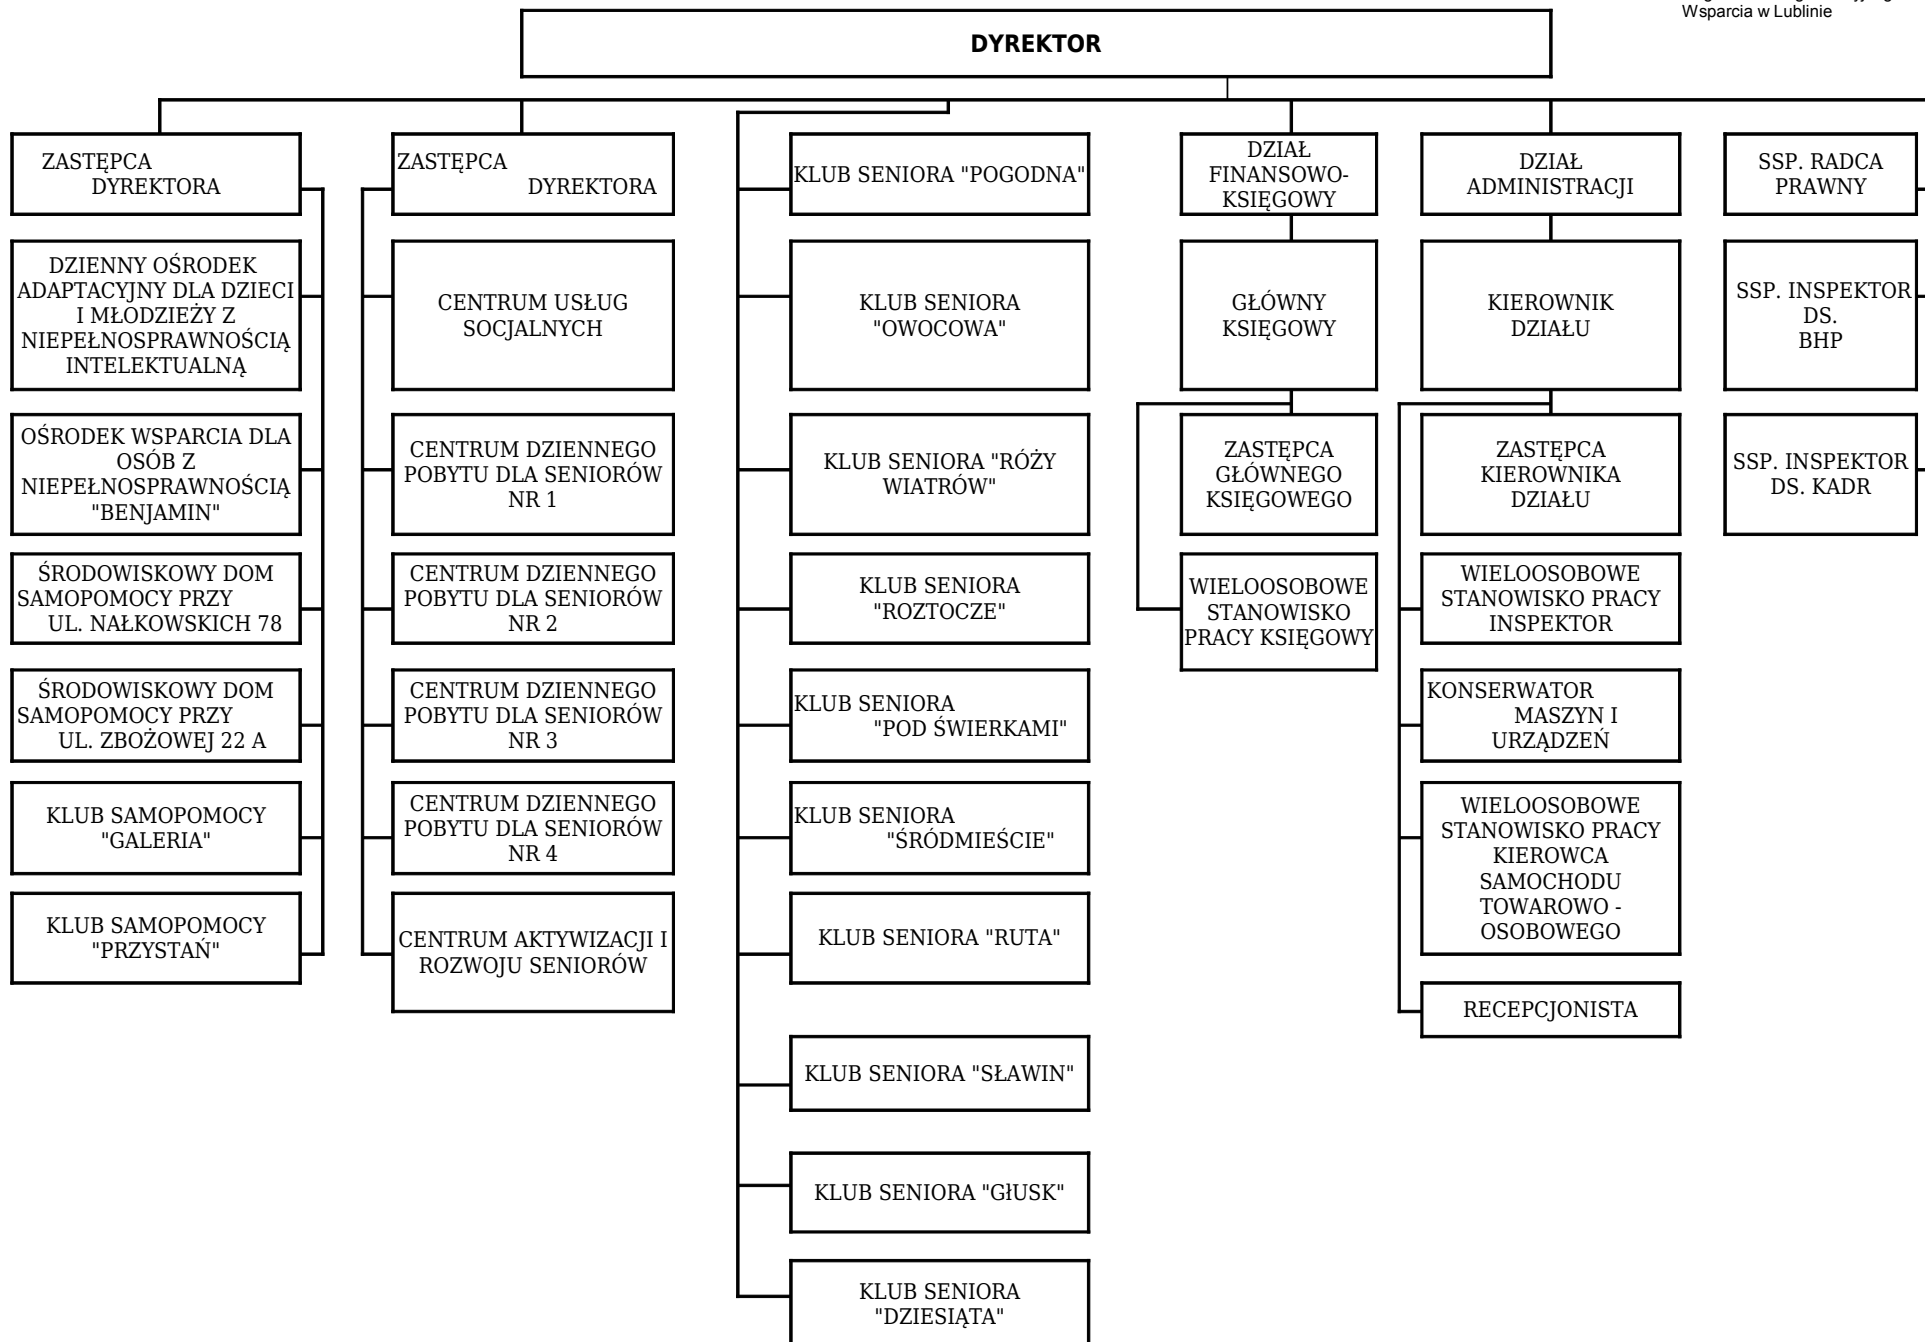 Wsparcia w Lublinie
DYREKTOR
ZASTĘPCA
DYREKTORA
DZIENNY OŚRODEK
ADAPTACYJNY DLA DZIECI
I MŁODZIEŻY Z
NIEPEŁNOSPRAWNOŚCIĄ
INTELEKTUALNĄ
OŚRODEK WSPARCIA DLA
OSÓB Z
NIEPEŁNOSPRAWNOŚCIĄ
"BENJAMIN"
ŚRODOWISKOWY DOM
SAMOPOMOCY PRZY
UL. NAŁKOWSKICH 78
ŚRODOWISKOWY DOM
SAMOPOMOCY PRZY
UL. ZBOŻOWEJ 22 A
KLUB SAMOPOMOCY
"GALERIA"
KLUB SAMOPOMOCY
"PRZYSTAŃ"
ZASTĘPCA
DYREKTORA
CENTRUM USŁUG
SOCJALNYCH
CENTRUM DZIENNEGO
POBYTU DLA SENIORÓW
NR 1
CENTRUM DZIENNEGO
POBYTU DLA SENIORÓW
NR 2
CENTRUM DZIENNEGO
POBYTU DLA SENIORÓW
NR 3
CENTRUM DZIENNEGO
POBYTU DLA SENIORÓW
NR 4
CENTRUM AKTYWIZACJI I
ROZWOJU SENIORÓW
KLUB SENIORA "POGODNA"
KLUB SENIORA
"OWOCOWA"
KLUB SENIORA "RÓŻY
WIATRÓW"
KLUB SENIORA
"ROZTOCZE"
KLUB SENIORA
"POD ŚWIERKAMI"
KLUB SENIORA
"ŚRÓDMIEŚCIE"
KLUB SENIORA "RUTA"
KLUB SENIORA "SŁAWIN"
KLUB SENIORA "GłUSK"
KLUB SENIORA
"DZIESIĄTA"
DZIAŁ
FINANSOWO-
KSIĘGOWY
GŁÓWNY
KSIĘGOWY
ZASTĘPCA
GŁÓWNEGO
KSIĘGOWEGO
WIELOOSOBOWE
STANOWISKO
PRACY KSIĘGOWY
DZIAŁ
ADMINISTRACJI
KIEROWNIK
DZIAŁU
ZASTĘPCA
KIEROWNIKA
DZIAŁU
WIELOOSOBOWE
STANOWISKO PRACY
INSPEKTOR
KONSERWATOR
MASZYN I
URZĄDZEŃ
WIELOOSOBOWE
STANOWISKO PRACY
KIEROWCA
SAMOCHODU
TOWAROWO -
OSOBOWEGO
RECEPCJONISTA
SSP. RADCA
PRAWNY
SSP. INSPEKTOR
DS.
BHP
SSP. INSPEKTOR
DS. KADR